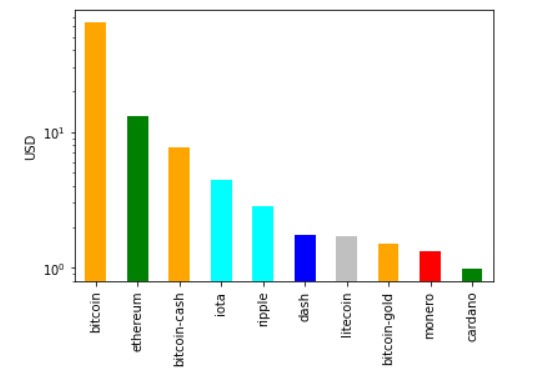 USD
10¹
10⁰
bitcoin
ethereum
bitcoin-cash
iota
ripple
dash
litecoin
bitcoin-gold
monero
cardano